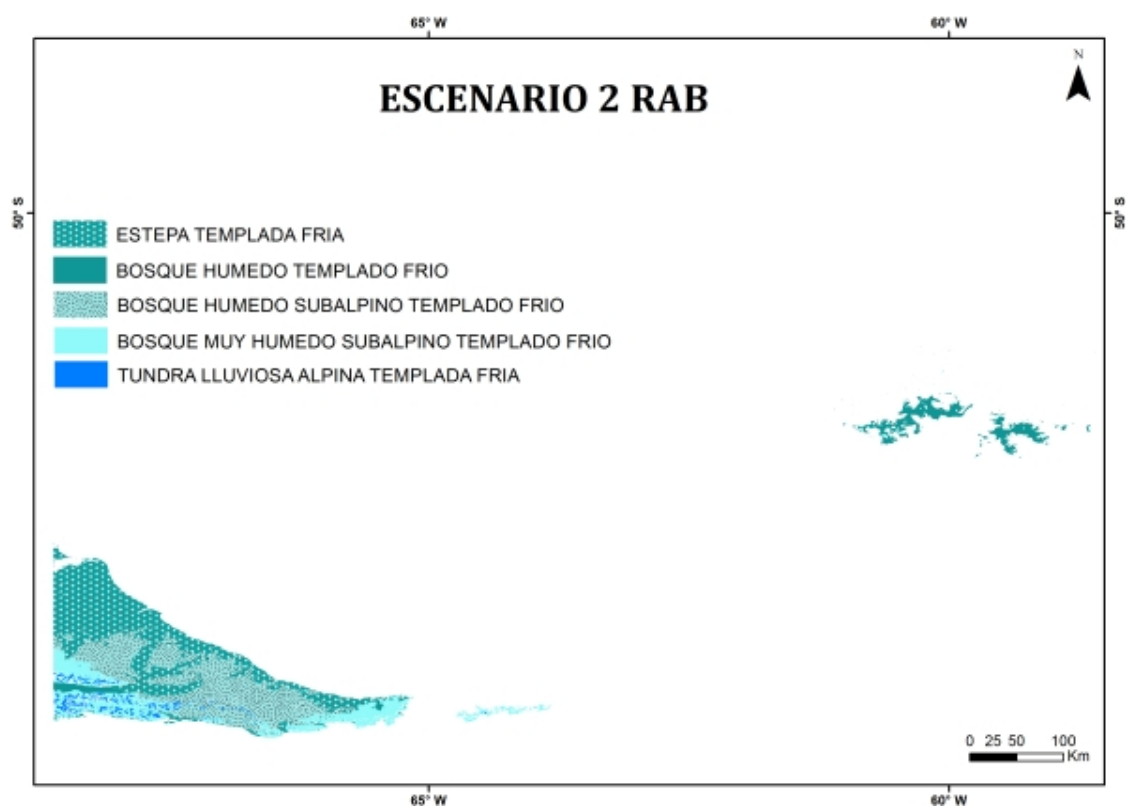 65° W
60° W
N
ESCENARIO 2 RAB
50° S
50° S
ESTEPA TEMPLADA FRIA
BOSQUE HUMEDO TEMPLADO FRIO
BOSQUE HUMEDO SUBALPINO TEMPLADO FRIO
BOSQUE MUY HUMEDO SUBALPINO TEMPLADO FRIO
TUNDRA LLUVIOSA ALPINA TEMPLADA FRIA
0 25 50 100
Km
65° W
60° W